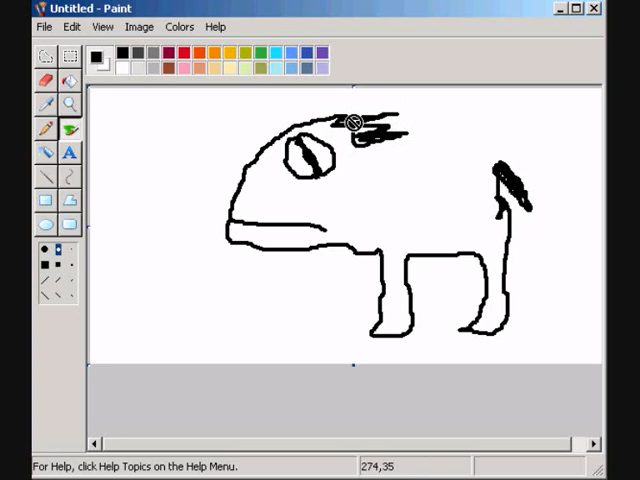 Untitled - Paint
File Edit View Image Colors Help
A
For Help, click Help Topics on the Help Menu. 274,35